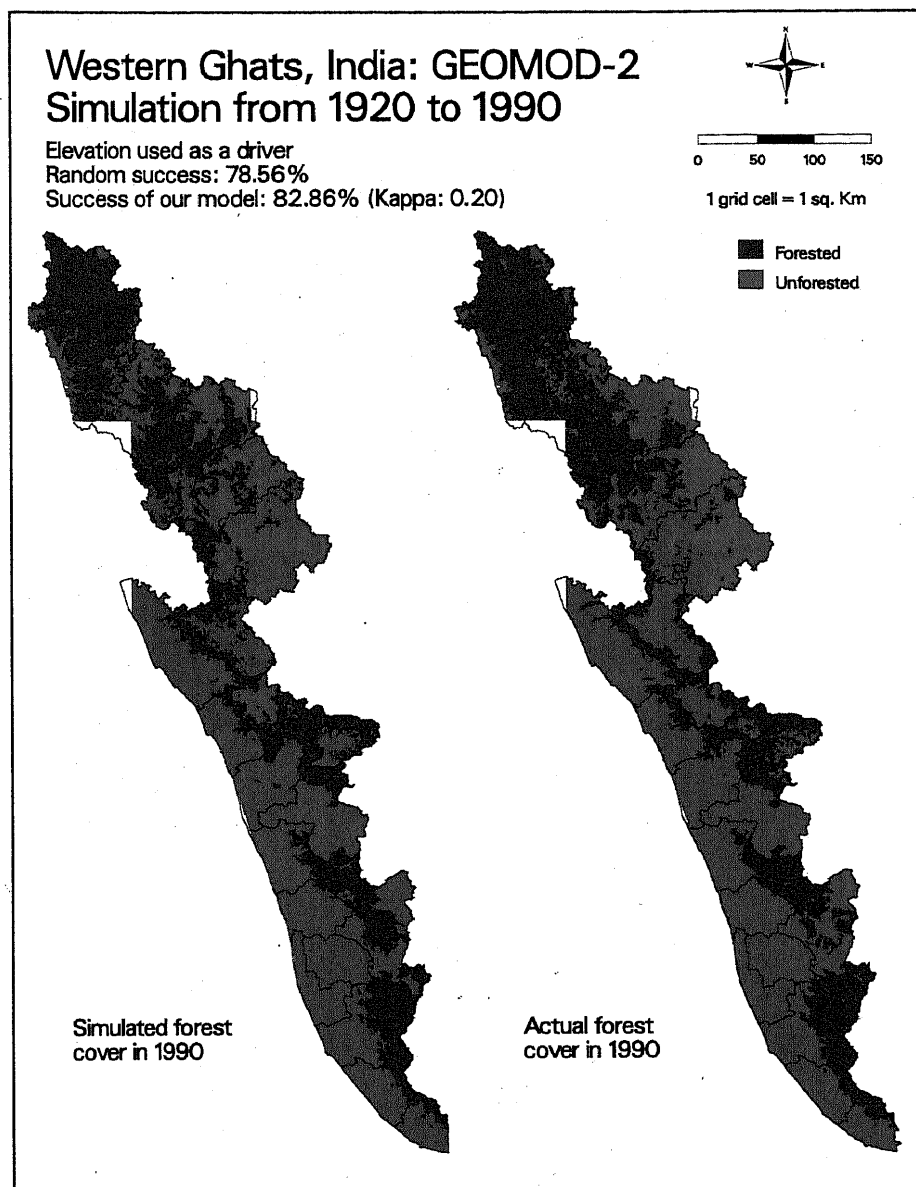 Western Ghats, India: GEOMOD-2
Simulation from 1920 to 1990
Elevation used as a driver
Random success: 78.56%
Success of our model: 82.86% (Kappa: 0.20)
N
W E
S
0 50 100 150
1 grid cell = 1 sq. Km
Forested
Unforested
Simulated forest
cover in 1990
Actual forest
cover in 1990